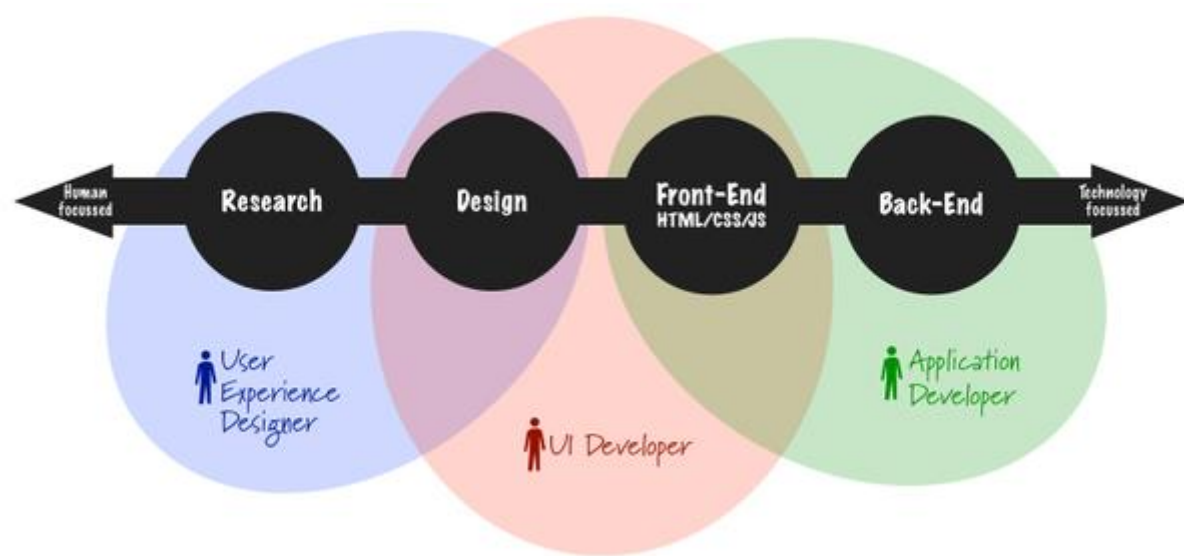 Human
focussed
Research
Design
Front-End
HTML/CSS/JS
Back-End
Technology
focussed
User
Experience
Designer
UI Developer
Application
Developer